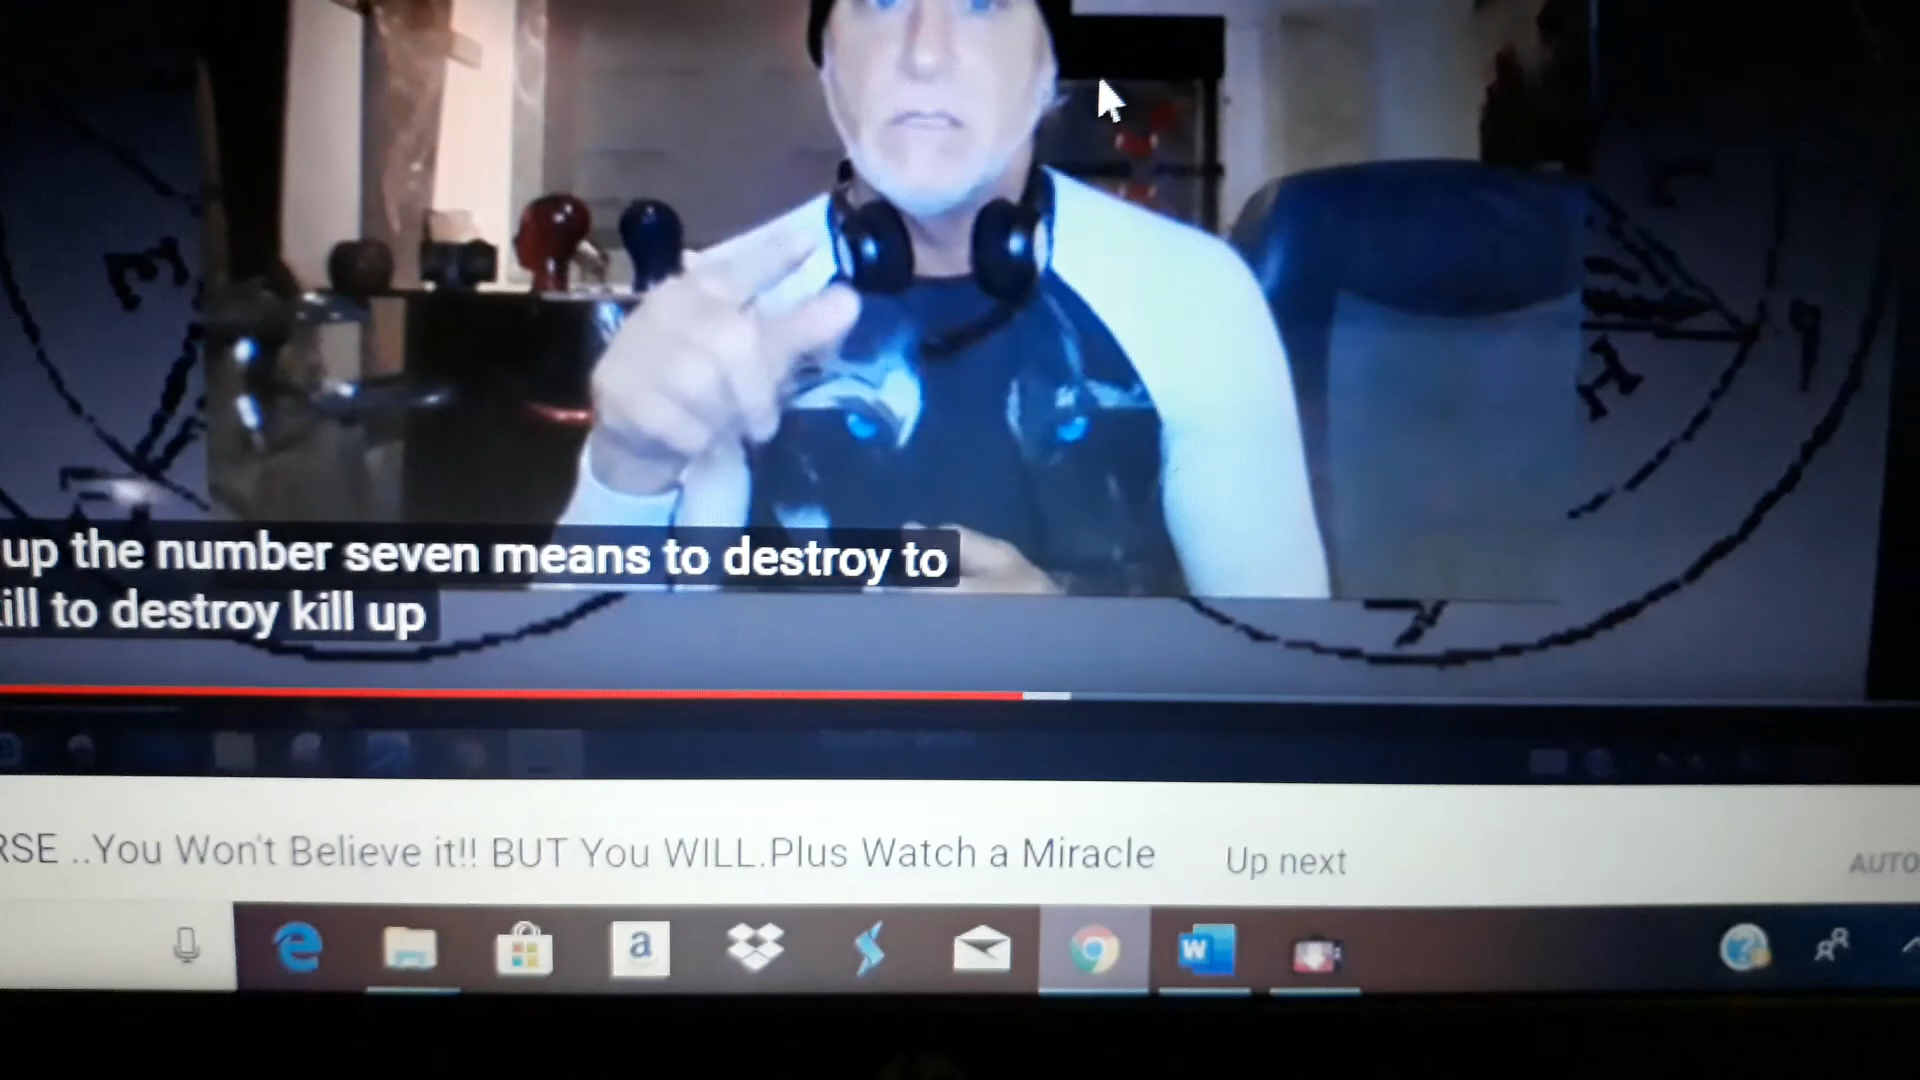 up the number seven means to destroy to
ill to destroy kill up
RSE ..You Won't Believe it!! BUT You WILL.Plus Watch a Miracle
Up next
AUTO
a
W